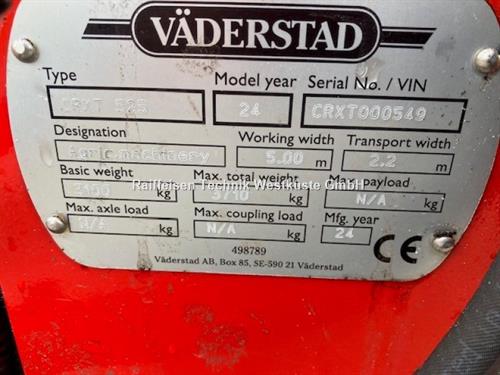 VÄDERSTAD
Type Model year Serial No. / VIN
CRXT 525 24 CRXT000549
Designation Working width Transport width
Agric.machinery 5.00 m 2.2 m
Basic weight Max. total weight Max.payload
kg kg N/A kg
Raiffeisen Technik Westküste GmbH
Max. axle load Max. coupling load Mfg. year
N/A kg N/A kg 24
CE
498789
Väderstad AB, Box 85, SE-590 21 Väderstad